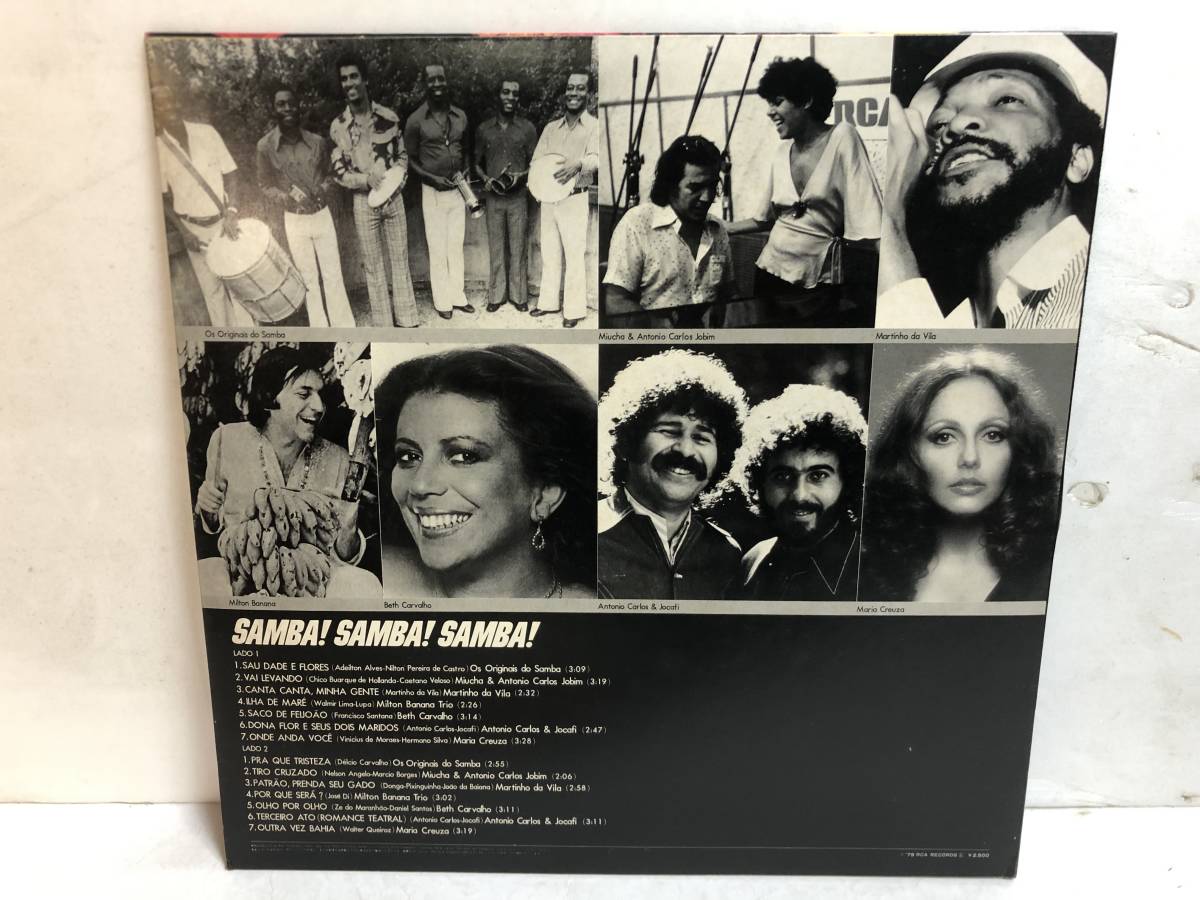 RCA
Os Originais do Samba
Miucha & Antonio Carlos Jobim
Martinho da Vila
Milton Banana
Beth Carvalho
Antonio Carlos & Jocafi
Maria Creuza
SAMBA! SAMBA! SAMBA!
LADO 1
1.SAU DADE E FLORES (Adeilton Alves-Nilton Pereira de Castro) Os Originais do Samba (3:09)
2.VAI LEVANDO (Chico Buarque de Hollanda-Caetano Veloso) Miucha & Antonio Carlos Jobim (3:19)
3.CANTA CANTA, MINHA GENTE (Martinho da Vila) Martinho da Vila (2:32)
4.ILHA DE MARÉ (Walmir Lima-Lupa) Milton Banana Trio (2:26)
5.SACO DE FEIJOÃO (Francisco Santana) Beth Carvalho (3:14)
6.DONA FLOR E SEUS DOIS MARIDOS (Antonio Carlos-Jocafi) Antonio Carlos & Jocafi (2:47)
7.ONDE ANDA VOCÊ (Vinicius de Moraes-Hermano Silva) Maria Creuza (3:28)
LADO 2
1.PRA QUE TRISTEZA (Délcio Carvalho) Os Originais do Samba (2:55)
2.TIRO CRUZADO (Nelson Angelo-Marcio Borges) Miucha & Antonio Carlos Jobim (2:06)
3.PATRÃO, PRENDA SEU GADO (Donga-Pixinguinha-João da Baiana) Martinho da Vila (2:58)
4.POR QUE SERÁ? (José Di) Milton Banana Trio (3:02)
5.OLHO POR OLHO (Ze do Maranhão-Daniel Santos) Beth Carvalho (3:11)
6.TERCEIRO ATO (ROMANCE TEATRAL) (Antonio Carlos-Jocafi) Antonio Carlos & Jocafi (3:11)
7.OUTRA VEZ BAHIA (Walter Queiroz) Maria Creuza (3:19)
'78 RCA RECORDS ¥2,500